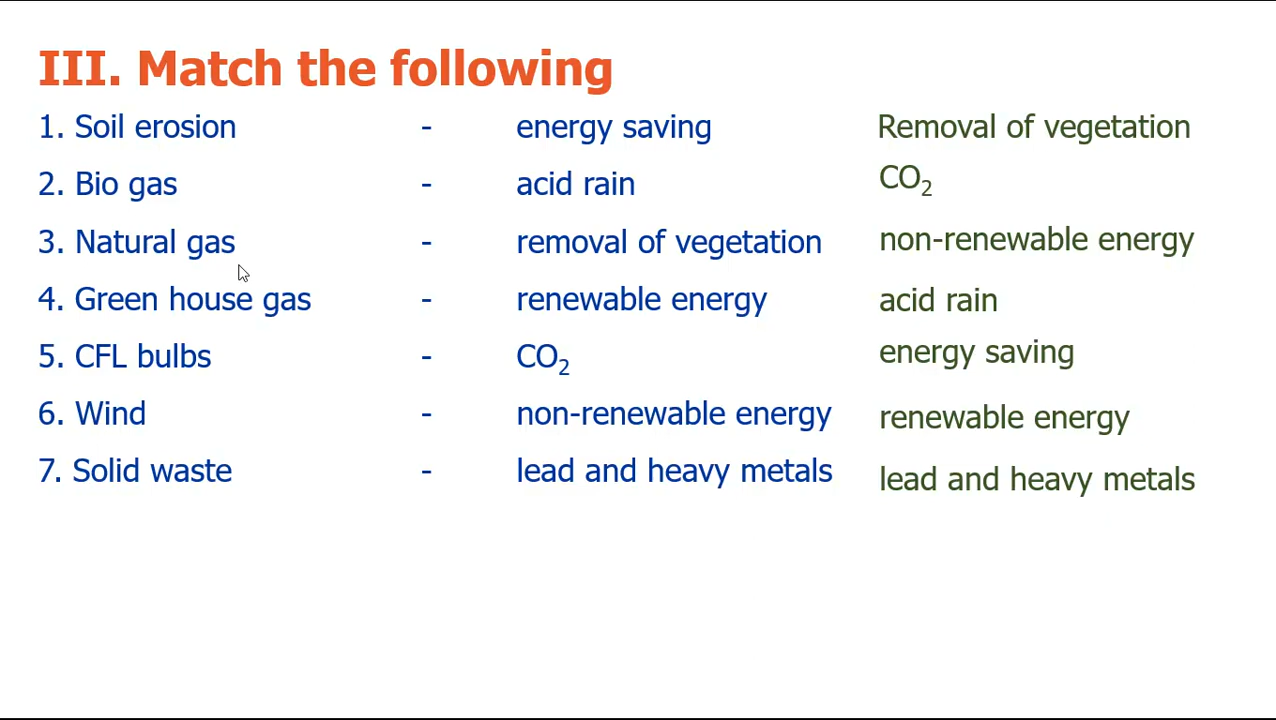 III. Match the following
1. Soil erosion - energy saving Removal of vegetation
2. Bio gas - acid rain CO₂
3. Natural gas - removal of vegetation non-renewable energy
4. Green house gas - renewable energy acid rain
5. CFL bulbs - CO₂ energy saving
6. Wind - non-renewable energy renewable energy
7. Solid waste - lead and heavy metals lead and heavy metals